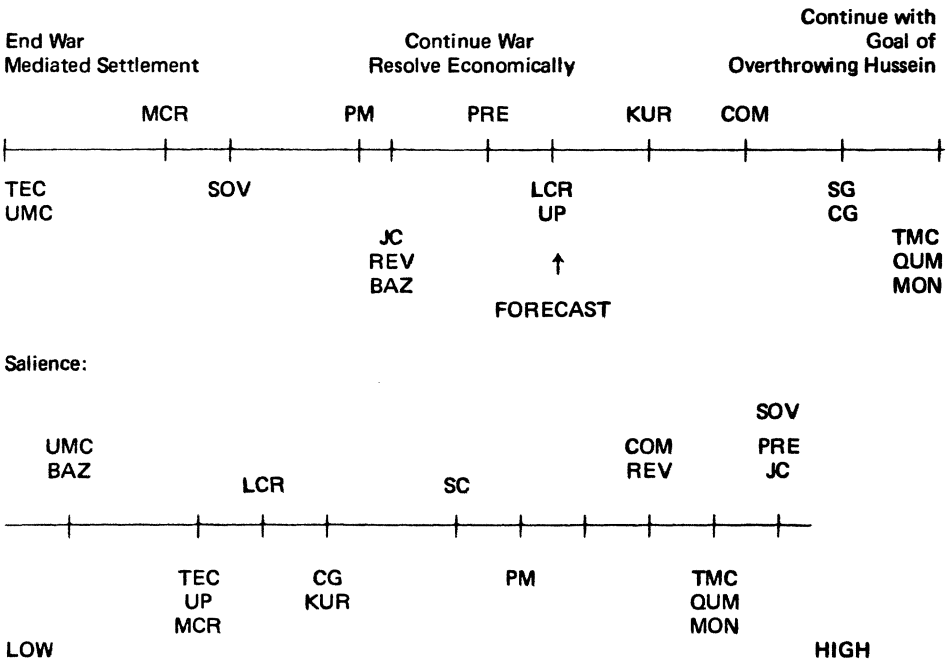 Continue with
End War Continue War Goal of
Mediated Settlement Resolve Economically Overthrowing Hussein
MCR PM PRE KUR COM
TEC SOV LCR SG
UMC UP CG
JC TMC
REV ↑ QUM
BAZ MON
FORECAST
Salience:
SOV
UMC COM PRE
BAZ REV JC
LCR SC
TEC CG PM TMC
UP KUR QUM
MCR MON
LOW HIGH